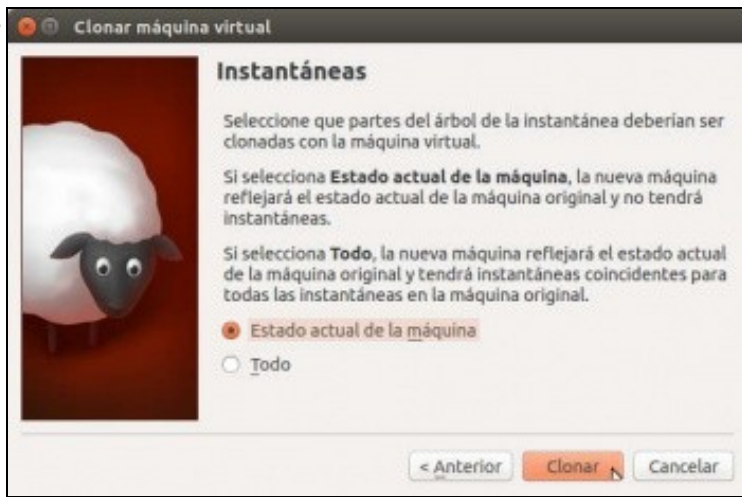 Clonar máquina virtual
Instantáneas
Seleccione que partes del árbol de la instantánea deberían ser
clonadas con la máquina virtual.
Si selecciona Estado actual de la máquina, la nueva máquina
reflejará el estado actual de la máquina original y no tendrá
instantáneas.
Si selecciona Todo, la nueva máquina reflejará el estado actual
de la máquina original y tendrá instantáneas coincidentes para
todas las instantáneas en la máquina original.
Estado actual de la máquina
Todo
< Anterior Clonar Cancelar